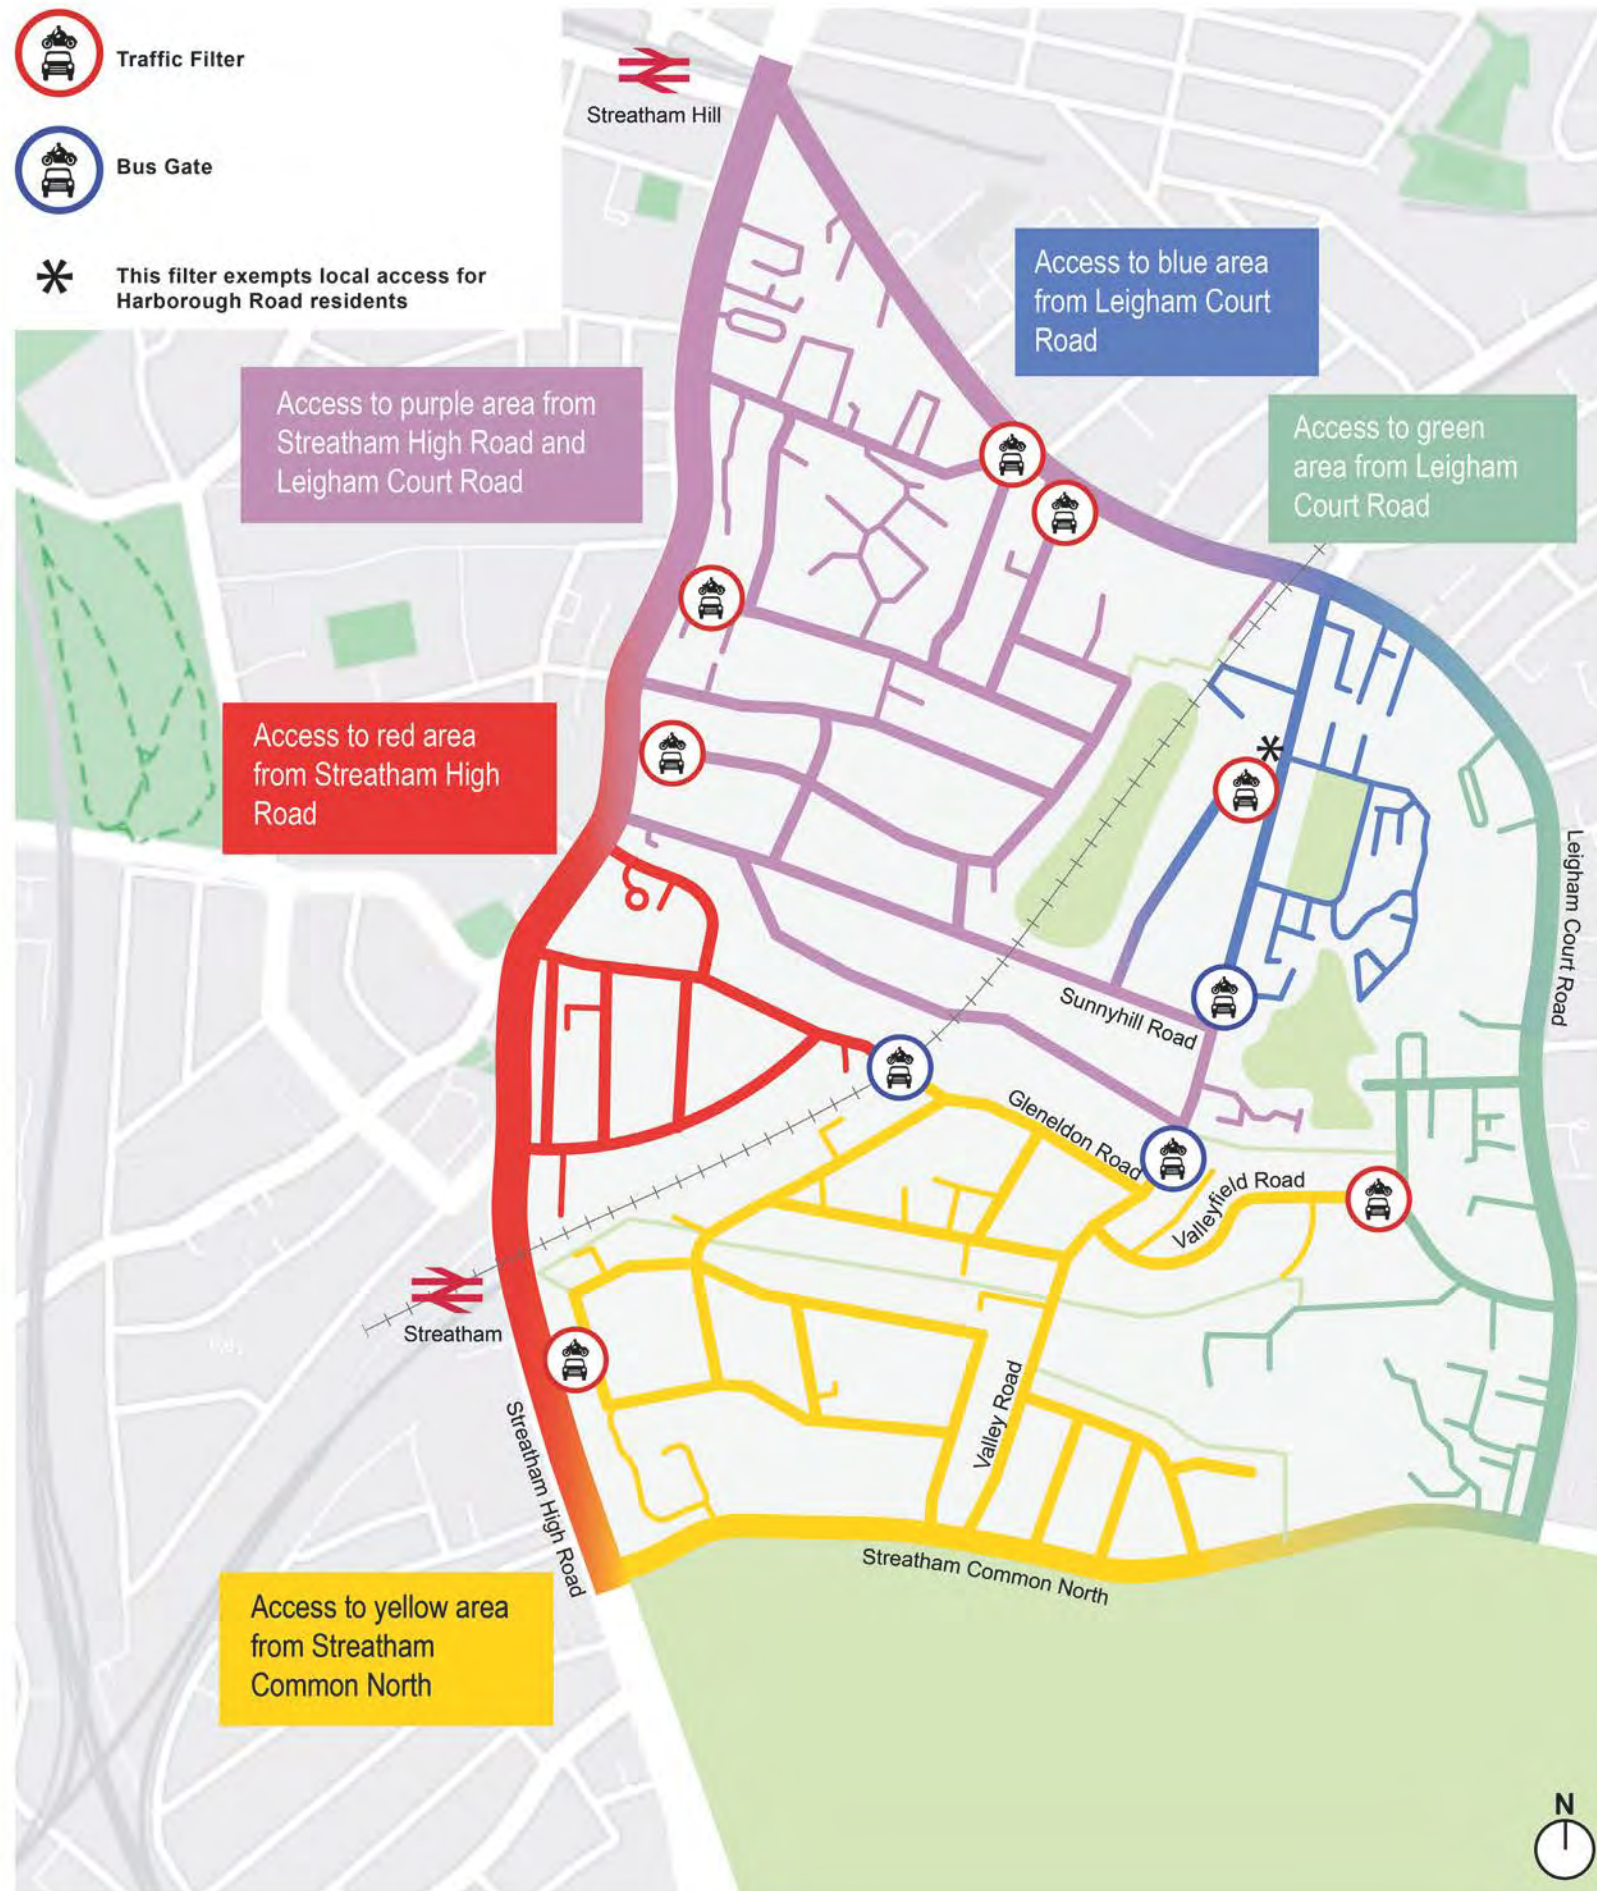 Traffic Filter
Bus Gate
This filter exempts local access for
Harborough Road residents
Streatham Hill
Access to blue area
from Leigham Court
Road
Access to purple area from
Streatham High Road and
Leigham Court Road
Access to green
area from Leigham
Court Road
Access to red area
from Streatham High
Road
Leigham Court Road
Sunnyhill Road
Gleneldon Road
Valleyfield Road
Streatham
Valley Road
Streatham High Road
Streatham Common North
Access to yellow area
from Streatham
Common North
N